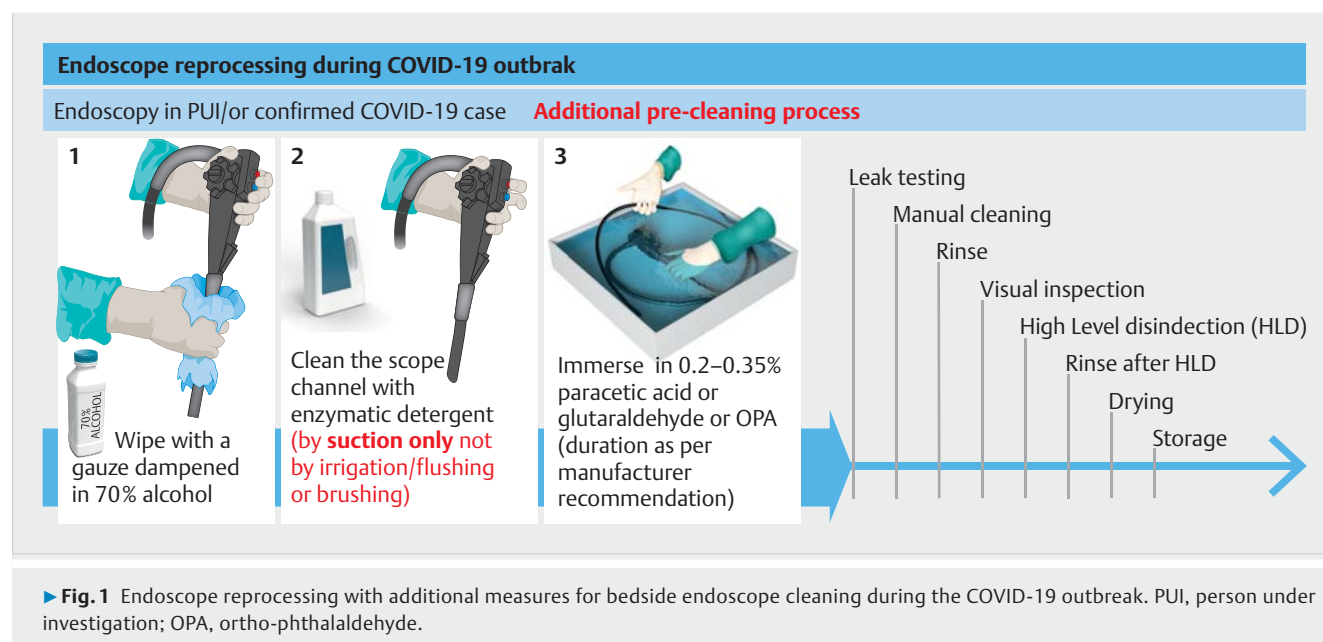 Endoscope reprocessing during COVID-19 outbrak
Endoscopy in PUI/or confirmed COVID-19 case Additional pre-cleaning process
1
70%
ALCOHOL
Wipe with a
gauze dampened
in 70% alcohol
2
Clean the scope
channel with
enzymatic detergent
(by suction only not
by irrigation/flushing
or brushing)
3
Immerse in 0.2–0.35%
paracetic acid or
glutaraldehyde or OPA
(duration as per
manufacturer
recommendation)
Leak testing
Manual cleaning
Rinse
Visual inspection
High Level disindection (HLD)
Rinse after HLD
Drying
Storage
▶ Fig. 1 Endoscope reprocessing with additional measures for bedside endoscope cleaning during the COVID-19 outbreak. PUI, person under
investigation; OPA, ortho-phthalaldehyde.